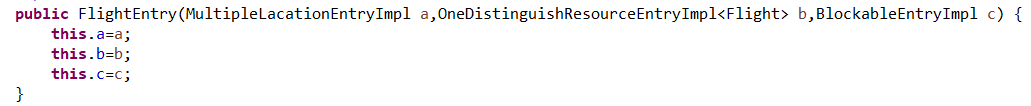 public FlightEntry(MultipleLacationEntryImpl a,OneDistinguishResourceEntryImpl<Flight> b,BlockableEntryImpl c) {
    this.a=a;
    this.b=b;
    this.c=c;
}